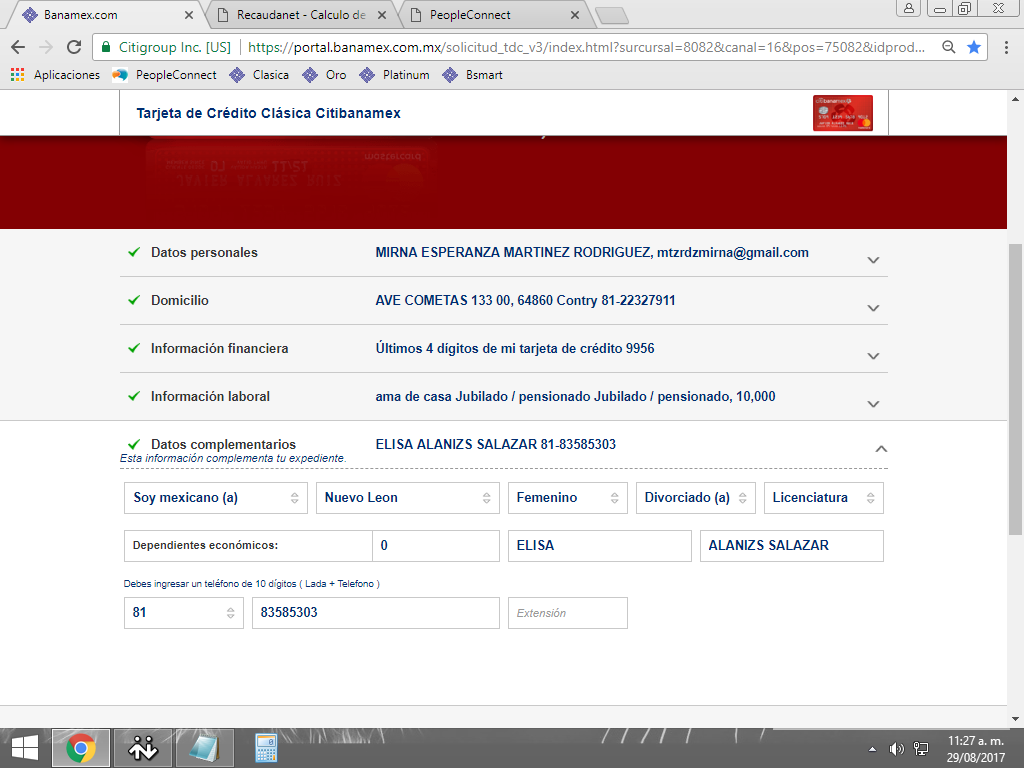 Banamex.com
Recaudanet - Calculo de
PeopleConnect
Citigroup Inc. [US]
https://portal.banamex.com.mx/solicitud_tdc_v3/index.html?surcursal=8082&canal=16&pos=75082&idprod...
Aplicaciones
PeopleConnect
Clasica
Oro
Platinum
Bsmart
Tarjeta de Crédito Clásica Citibanamex
Datos personales
MIRNA ESPERANZA MARTINEZ RODRIGUEZ, mtzrdzmirna@gmail.com
Domicilio
AVE COMETAS 133 00, 64860 Contry 81-22327911
Información financiera
Últimos 4 dígitos de mi tarjeta de crédito 9956
Información laboral
ama de casa Jubilado / pensionado Jubilado / pensionado, 10,000
Datos complementarios
ELISA ALANIZS SALAZAR 81-83585303
Esta información complementa tu expediente.
Soy mexicano (a)
Nuevo Leon
Femenino
Divorciado (a)
Licenciatura
Dependientes económicos:
0
ELISA
ALANIZS SALAZAR
Debes ingresar un teléfono de 10 dígitos ( Lada + Telefono )
81
83585303
Extensión
11:27 a. m.
29/08/2017